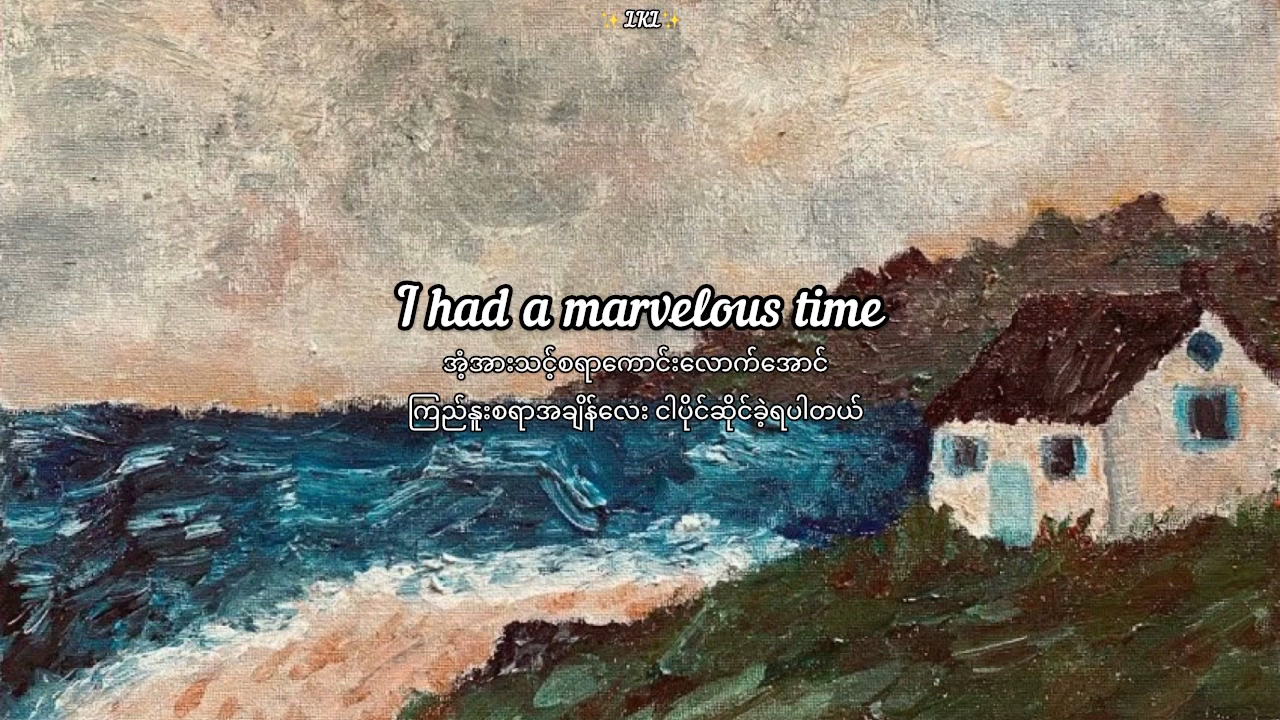 ✨ LKL ✨
I had a marvelous time
အံ့အားသင့်စရာကောင်းလောက်အောင်
ကြည်နူးစရာအချိန်လေး ငါပိုင်ဆိုင်ခဲ့ရပါတယ်